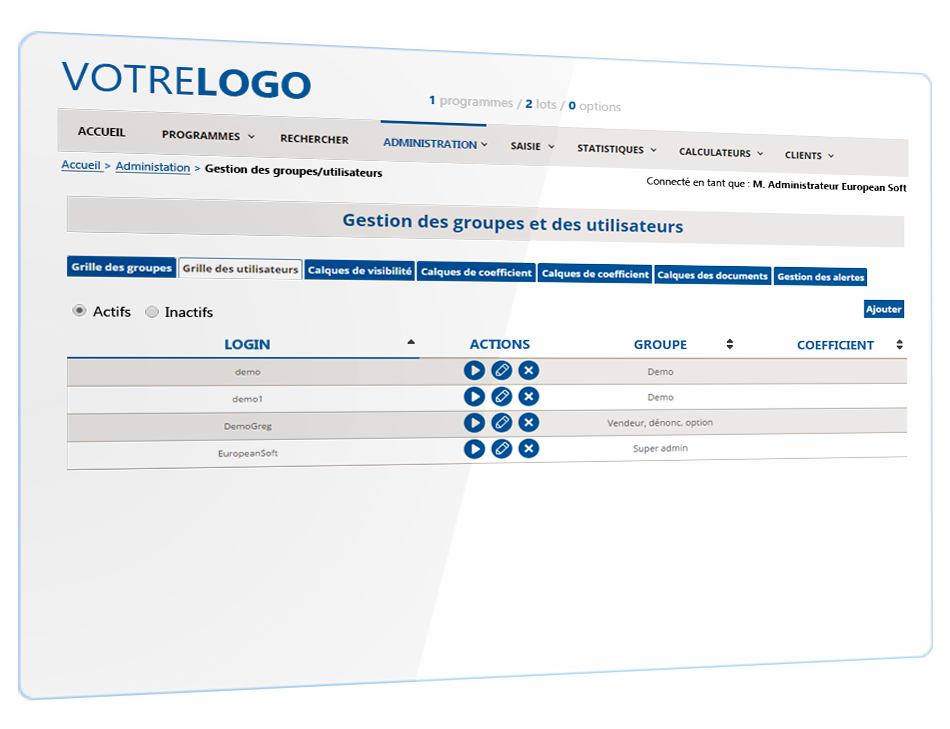 VOTRELOGO
1 programmes / 2 lots / 0 options
ACCUEIL PROGRAMMES RECHERCHER ADMINISTRATION SAISIE STATISTIQUES CALCULATEURS CLIENTS
Accueil > Administation > Gestion des groupes/utilisateurs
Connecté en tant que : M. Administrateur European Soft
Gestion des groupes et des utilisateurs
Grille des groupes Grille des utilisateurs Calques de visibilité Calques de coefficient Calques de coefficient Calques des documents Gestion des alertes
Actifs Inactifs Ajouter
LOGIN ACTIONS GROUPE COEFFICIENT
demo Demo
demo1 Demo
DemoGreg Vendeur, dénonc. option
EuropeanSoft Super admin